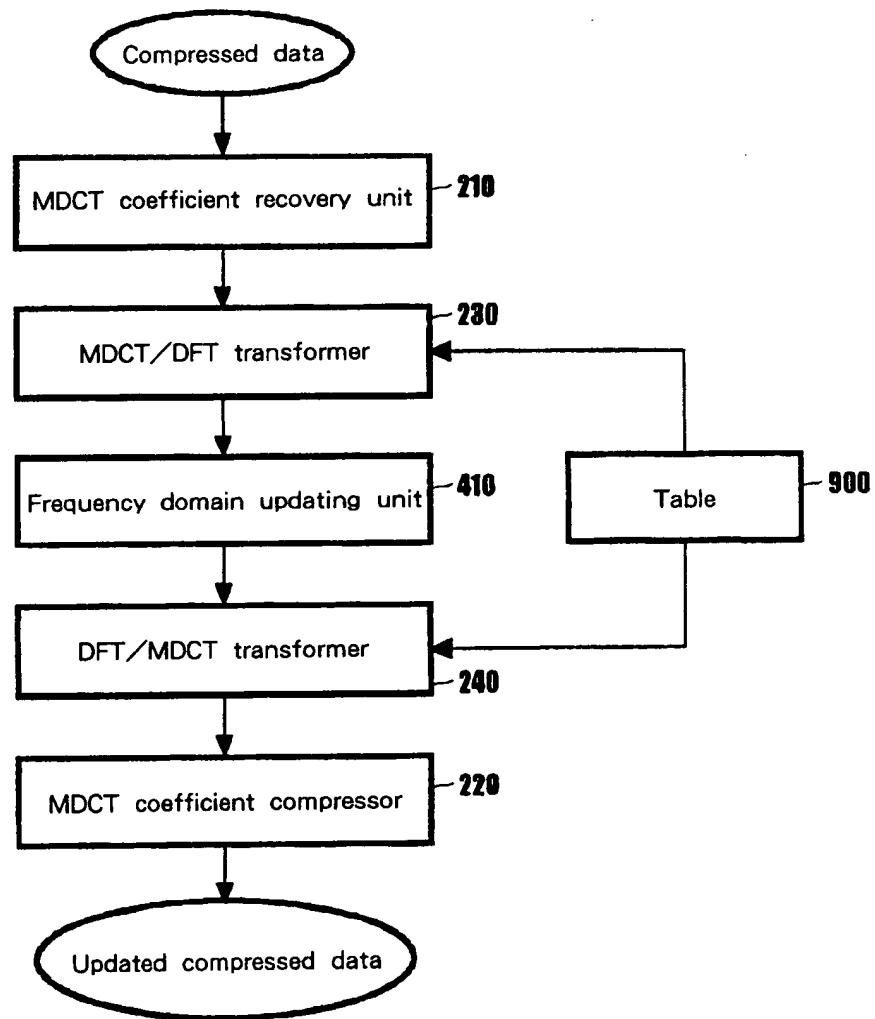 Compressed data
MDCT coefficient recovery unit
210
MDCT/DFT transformer
230
Frequency domain updating unit
410
Table
900
DFT/MDCT transformer
240
MDCT coefficient compressor
220
Updated compressed data